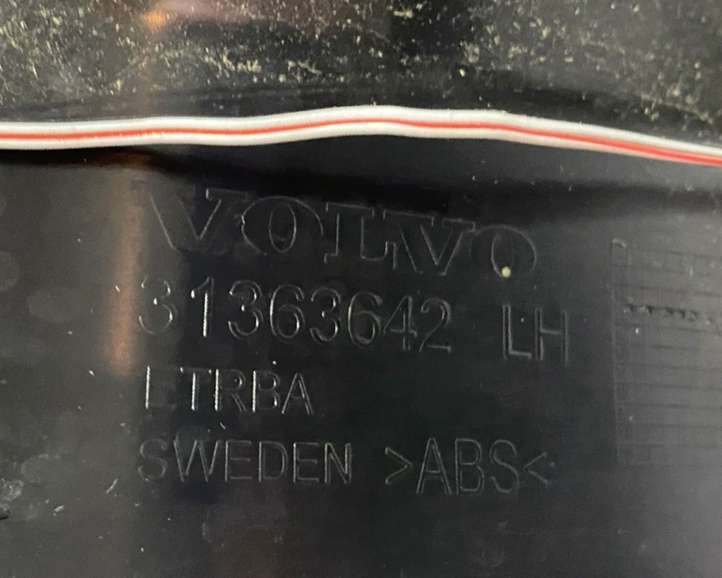 VOLVO
31363642 LH
ETRBA
SWEDEN >ABS<